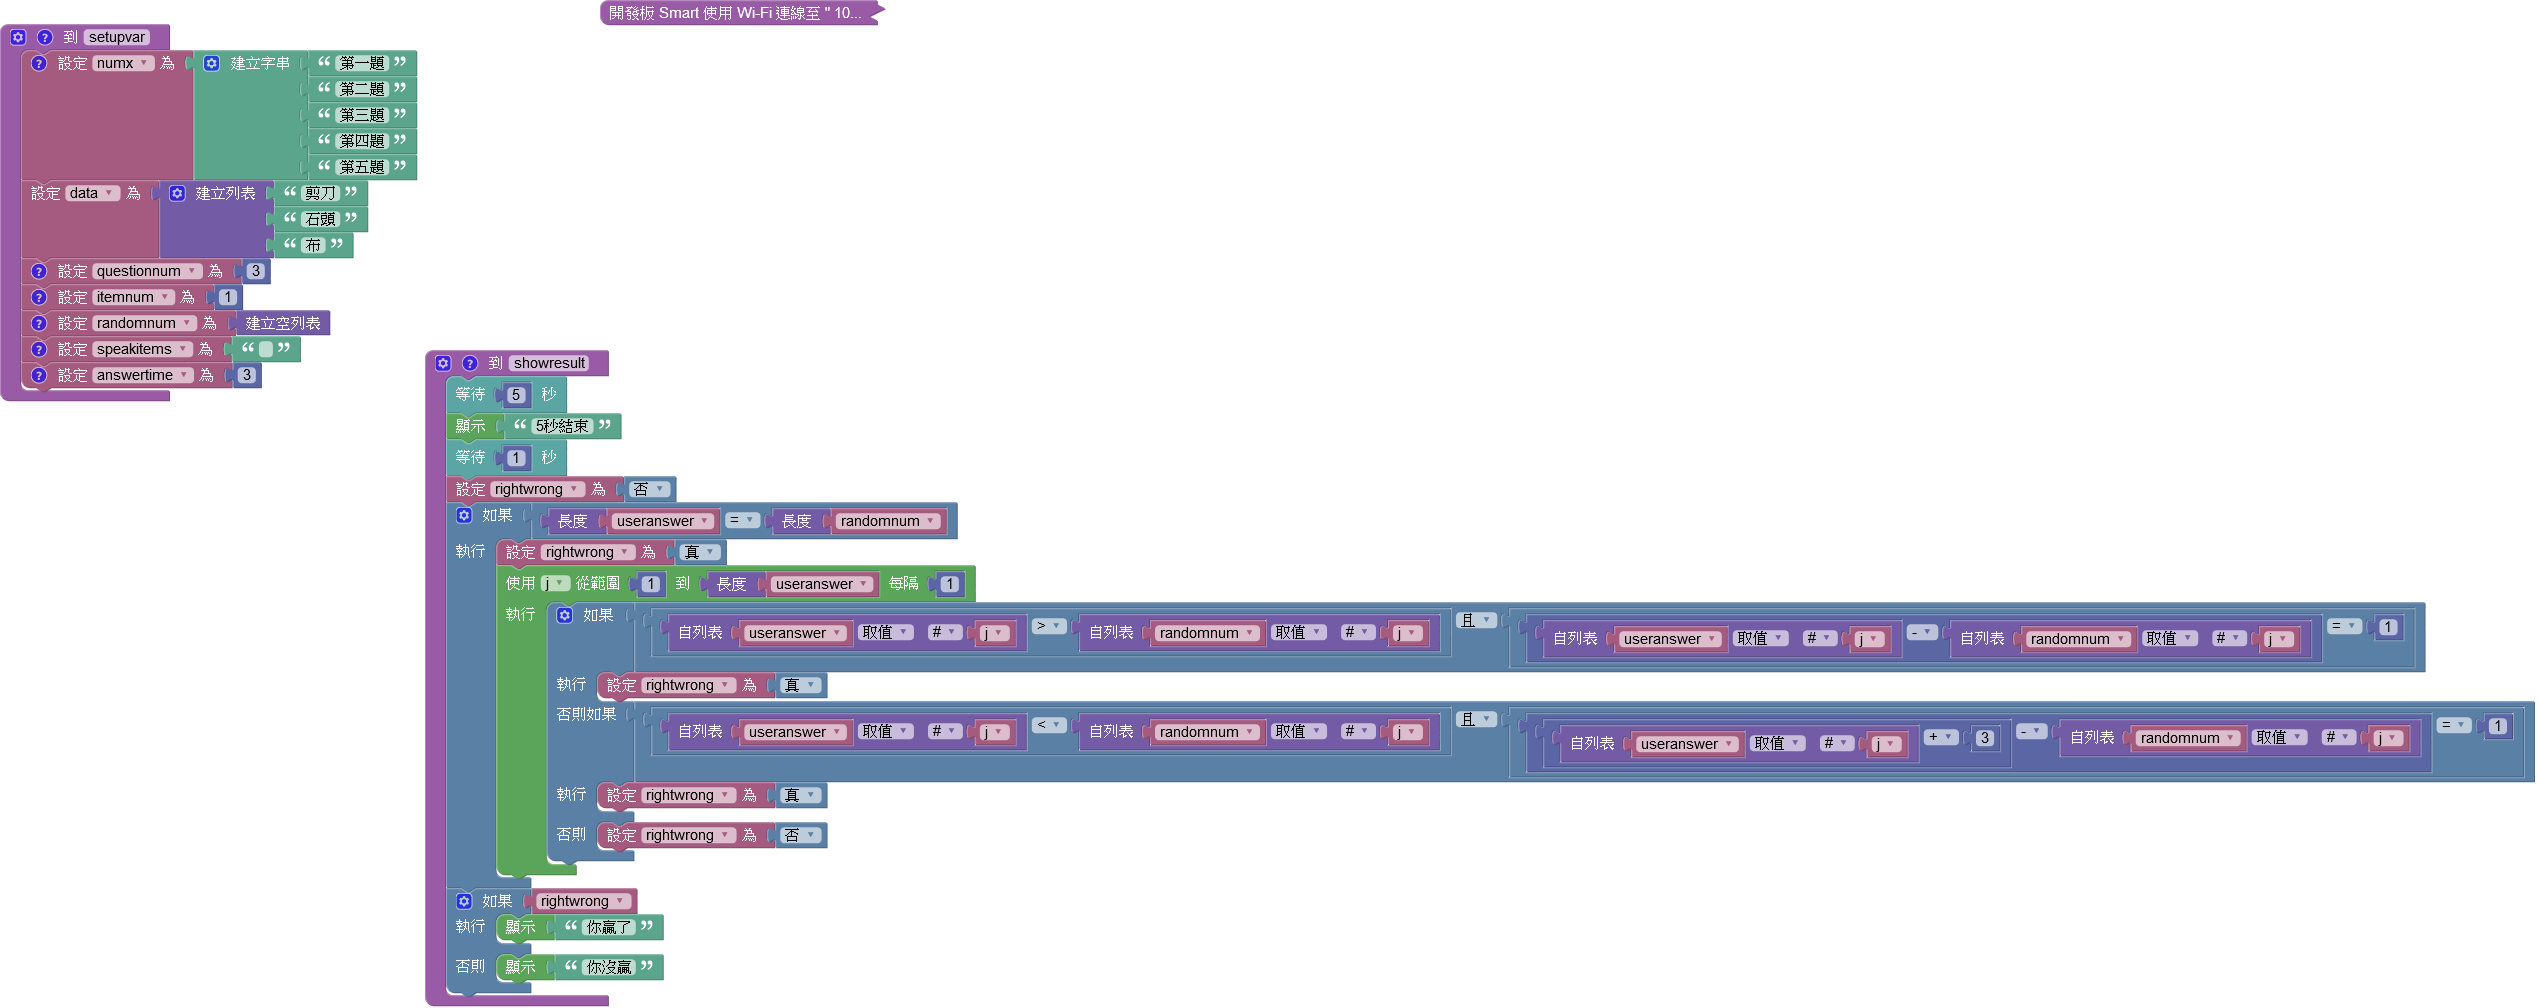 開發板 Smart 使用 Wi-Fi 連線至 " 10...
到 setupvar
設定 numx 為 建立字串 “ 第一題 ”
“ 第二題 ”
“ 第三題 ”
“ 第四題 ”
“ 第五題 ”
設定 data 為 建立列表 “ 剪刀 ”
“ 石頭 ”
“ 布 ”
設定 questionnum 為 3
設定 itemnum 為 1
設定 randomnum 為 建立空列表
設定 speakitems 為 “ ”
設定 answertime 為 3
到 showresult
等待 5 秒
顯示 “ 5秒結束 ”
等待 1 秒
設定 rightwrong 為 否
如果 長度 useranswer = 長度 randomnum
執行 設定 rightwrong 為 真
使用 j 從範圍 1 到 長度 useranswer 每隔 1
執行 如果 自列表 useranswer 取值 # j > 自列表 randomnum 取值 # j 且 自列表 useranswer 取值 # j - 自列表 randomnum 取值 # j = 1
執行 設定 rightwrong 為 真
否則如果 自列表 useranswer 取值 # j < 自列表 randomnum 取值 # j 且 自列表 useranswer 取值 # j + 3 - 自列表 randomnum 取值 # j = 1
執行 設定 rightwrong 為 真
否則 設定 rightwrong 為 否
如果 rightwrong
執行 顯示 “ 你贏了 ”
否則 顯示 “ 你沒贏 ”